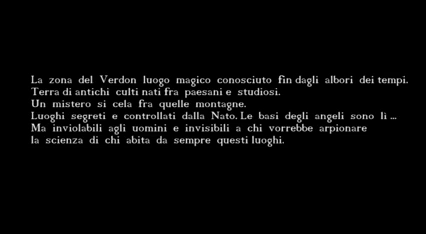 La zona del Verdon luogo magico conosciuto fin dagli albori dei tempi.
Terra di antichi culti nati fra paesani e studiosi.
Un mistero si cela fra quelle montagne.
Luoghi segreti e controllati dalla Nato. Le basi degli angeli sono lì ...
Ma inviolabili agli uomini e invisibili a chi vorrebbe arpionare
la scienza di chi abita da sempre questi luoghi.